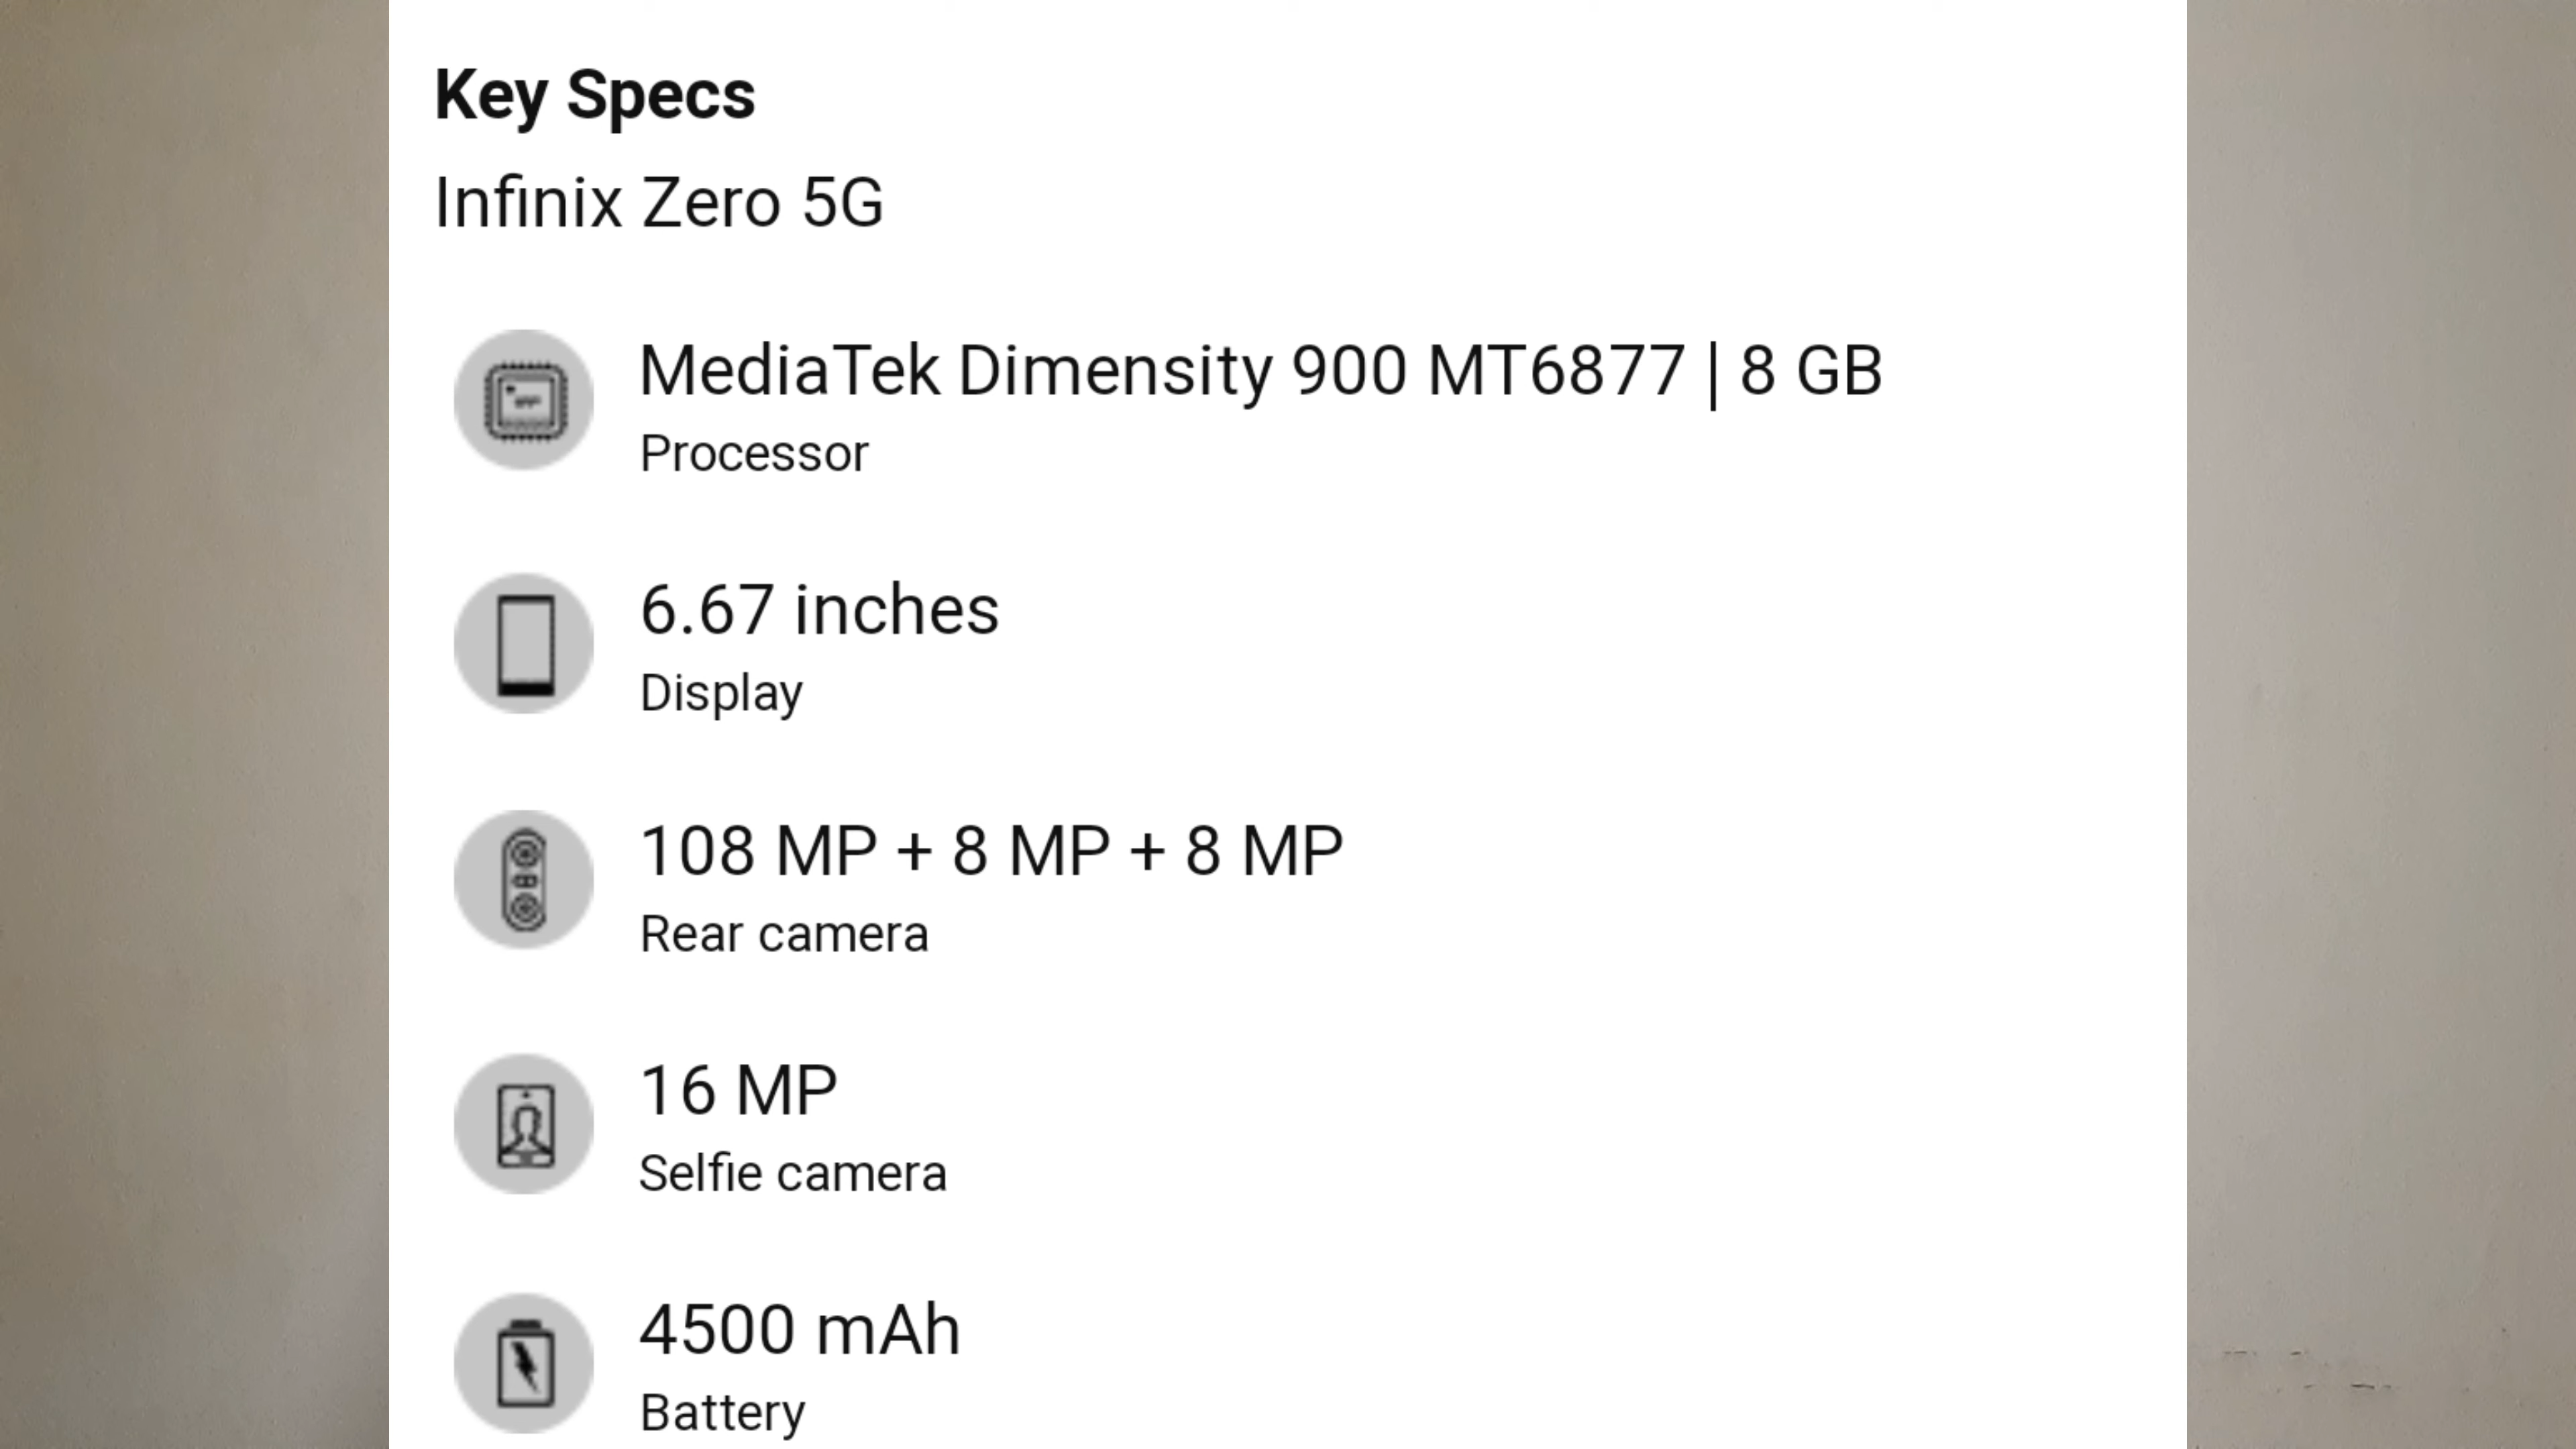 Key Specs
Infinix Zero 5G
MediaTek Dimensity 900 MT6877 | 8 GB
Processor
6.67 inches
Display
108 MP + 8 MP + 8 MP
Rear camera
16 MP
Selfie camera
4500 mAh
Battery